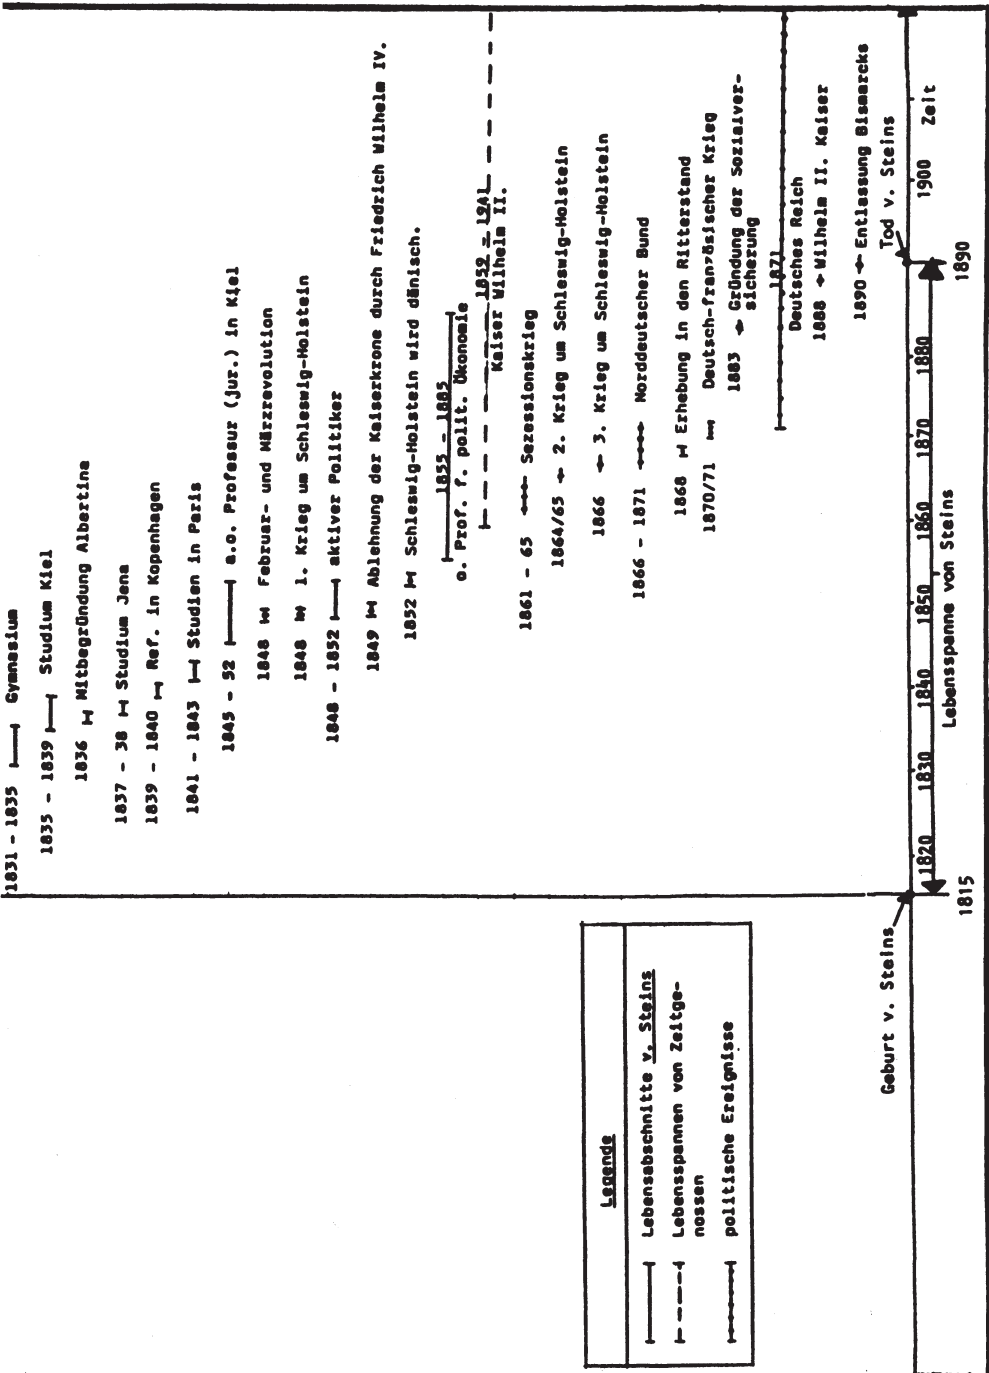 1831 - 1835 Gymnasium
1835 - 1839 Studium Kiel
1836 Mitbegründung Albertina
1837 - 38 Studium Jena
1839 - 1840 Ref. in Kopenhagen
1841 - 1843 Studien in Paris
1845 - 52 a.o. Professur (jur.) in Kiel
1848 Februar- und Märzrevolution
1848 1. Krieg um Schleswig-Holstein
1848 - 1852 aktiver Politiker
1849 Ablehnung der Kaiserkrone durch Friedrich Wilhelm IV.
1852 Schleswig-Holstein wird dänisch.
1855 - 1885
o. Prof. f. polit. Ökonomie
1859 - 1941
Kaiser Wilhelm II.
1861 - 65 Sezessionskrieg
1864/65 2. Krieg um Schleswig-Holstein
1866 3. Krieg um Schleswig-Holstein
1866 - 1871 Norddeutscher Bund
1868 Erhebung in den Ritterstand
1870/71 Deutsch-französischer Krieg
1883 Gründung der Sozialver-
sicherung
1871
Deutsches Reich
1888 Wilhelm II. Kaiser
1890 Entlassung Bismarcks
Legende
Lebensabschnitte v. Steins
Lebensspannen von Zeitge-
nossen
politische Ereignisse
Geburt v. Steins
Tod v. Steins
1820 1830 1840 1850 1860 1870 1880 1900 Zeit
Lebensspanne von Steins
1815 1890